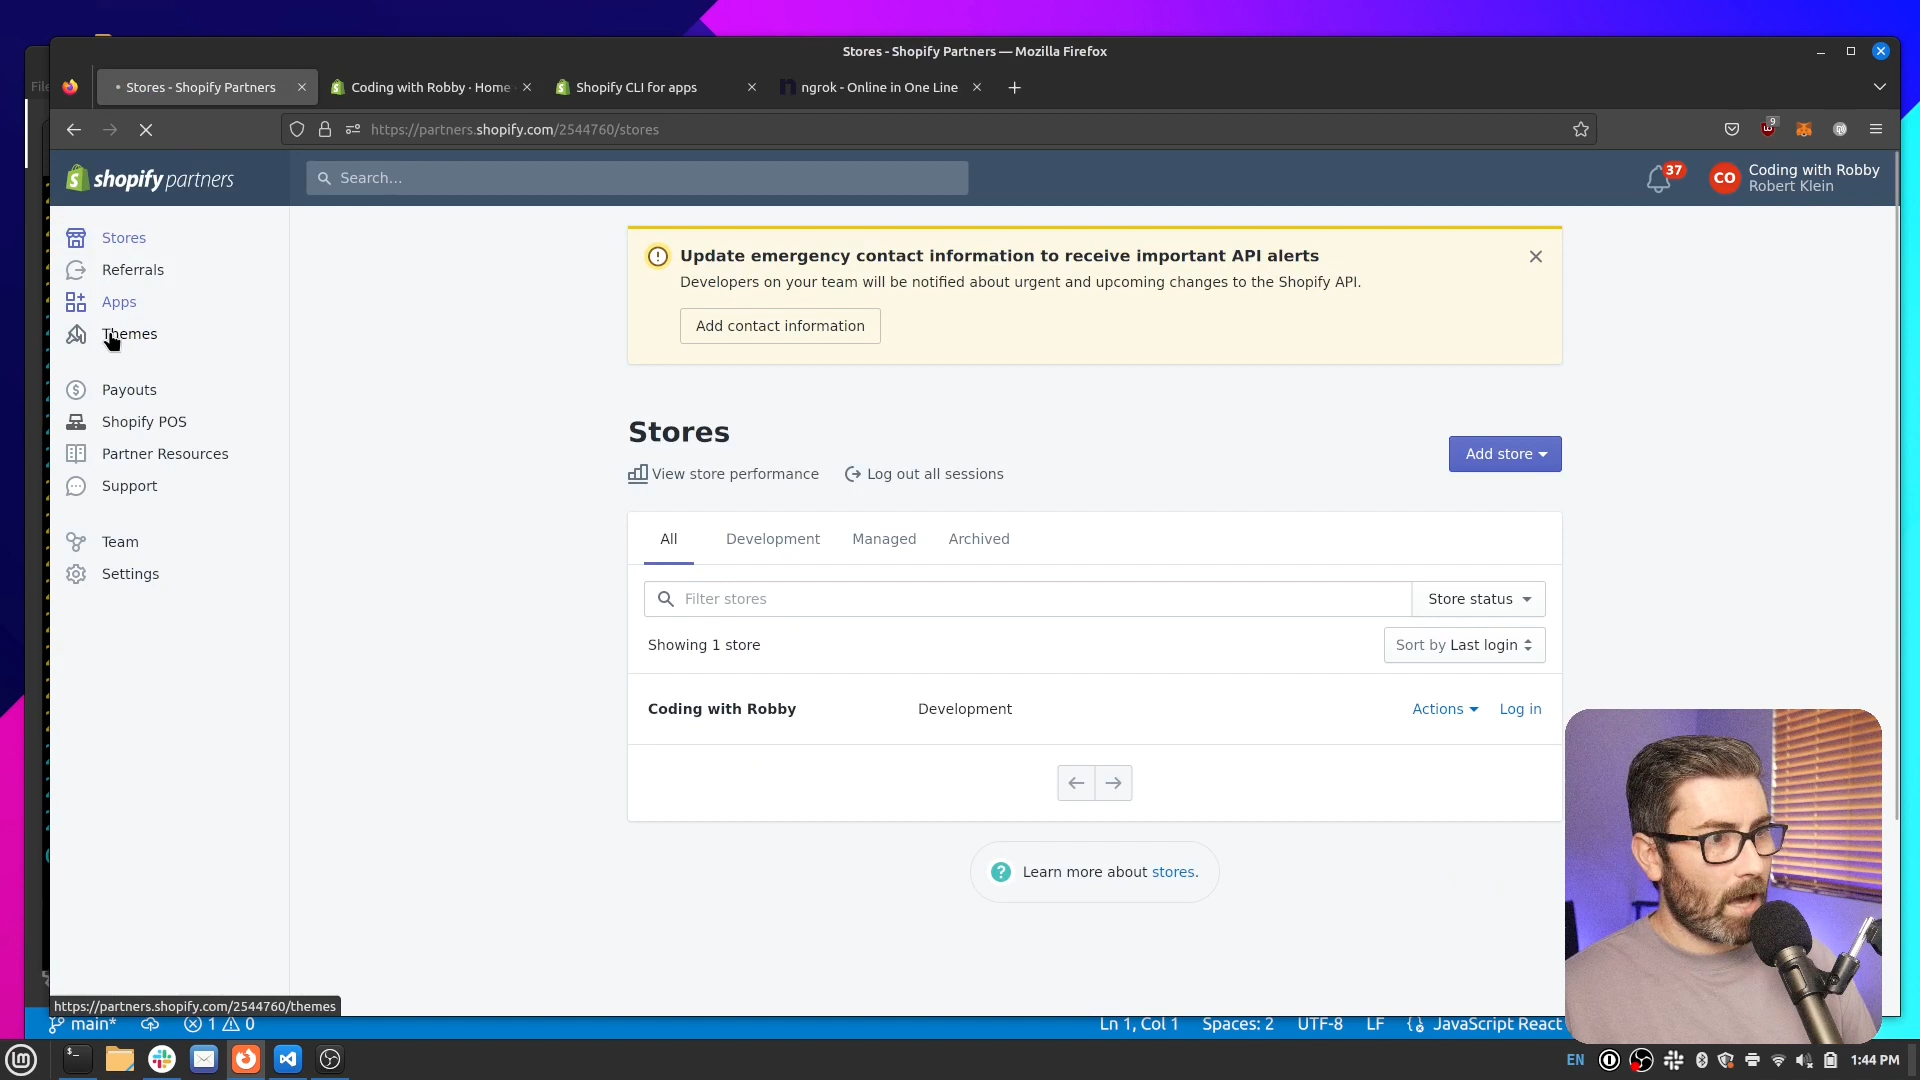 Stores - Shopify Partners — Mozilla Firefox
File
Stores - Shopify Partners
Coding with Robby · Home
Shopify CLI for apps
ngrok - Online in One Line
https://partners.shopify.com/2544760/stores
9
shopify partners
Search...
37
CO
Coding with Robby
Robert Klein
Stores
Referrals
Apps
Themes
Payouts
Shopify POS
Partner Resources
Support
Team
Settings
Update emergency contact information to receive important API alerts
Developers on your team will be notified about urgent and upcoming changes to the Shopify API.
Add contact information
Stores
View store performance
Log out all sessions
Add store
All
Development
Managed
Archived
Filter stores
Store status
Showing 1 store
Sort by Last login
Coding with Robby
Development
Actions
Log in
Learn more about stores.
https://partners.shopify.com/2544760/themes
main*
1
0
Ln 1, Col 1
Spaces: 2
UTF-8
LF
JavaScript React
EN
1:44 PM